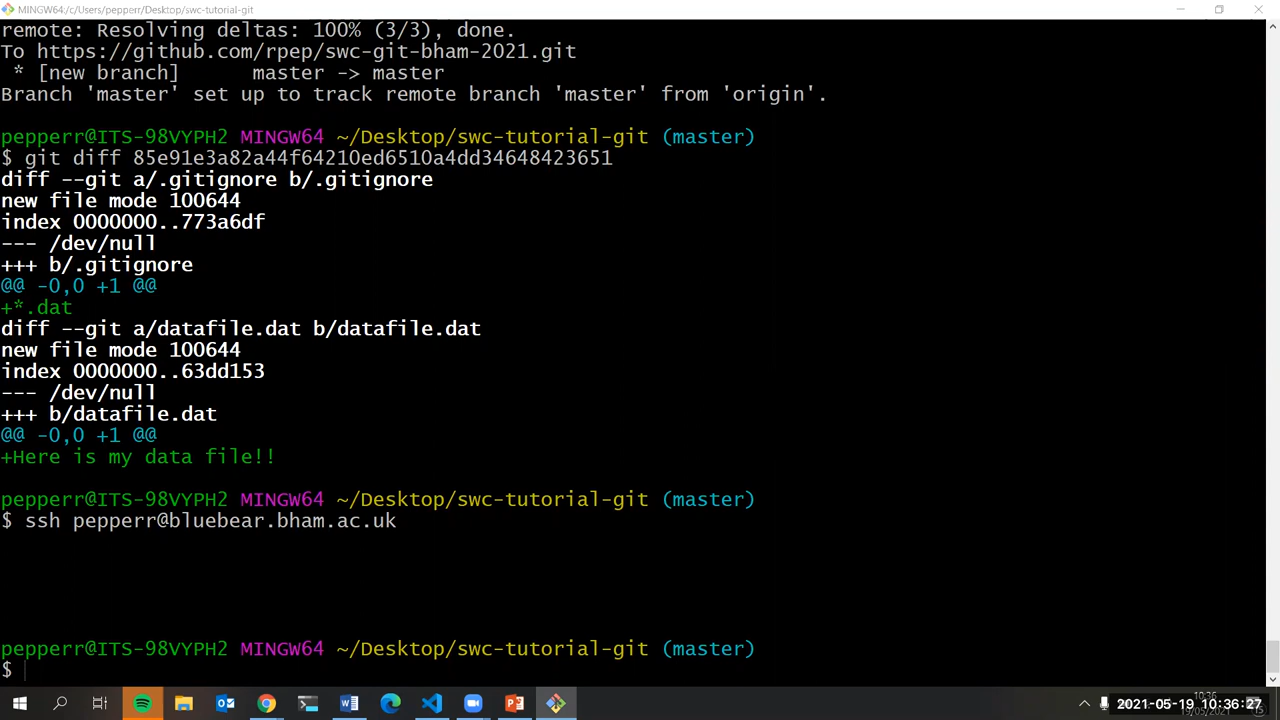 MINGW64:/c/Users/pepperr/Desktop/swc-tutorial-git
remote: Resolving deltas: 100% (3/3), done.
To https://github.com/rpep/swc-git-bham-2021.git
 * [new branch]      master -> master
Branch 'master' set up to track remote branch 'master' from 'origin'.
pepperr@ITS-98VYPH2 MINGW64 ~/Desktop/swc-tutorial-git (master)
$ git diff 85e91e3a82a44f64210ed6510a4dd34648423651
diff --git a/.gitignore b/.gitignore
new file mode 100644
index 0000000..773a6df
--- /dev/null
+++ b/.gitignore
@@ -0,0 +1 @@
+*.dat
diff --git a/datafile.dat b/datafile.dat
new file mode 100644
index 0000000..63dd153
--- /dev/null
+++ b/datafile.dat
@@ -0,0 +1 @@
+Here is my data file!!
pepperr@ITS-98VYPH2 MINGW64 ~/Desktop/swc-tutorial-git (master)
$ ssh pepperr@bluebear.bham.ac.uk
pepperr@ITS-98VYPH2 MINGW64 ~/Desktop/swc-tutorial-git (master)
$
10:36
2021-05-19 10:36:27
19/05/2021